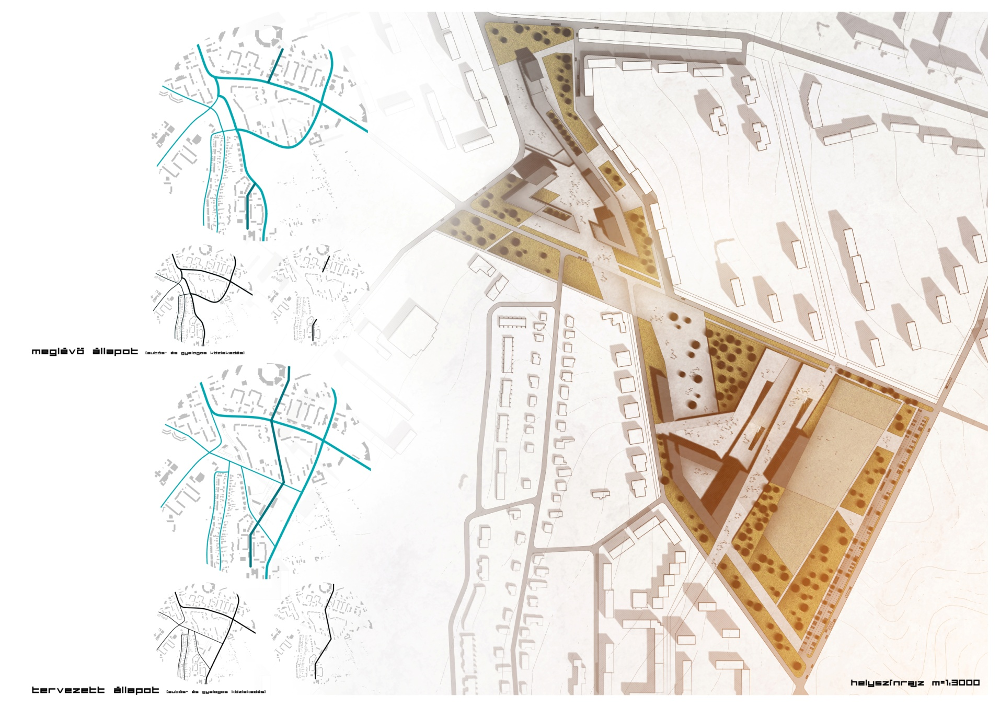 meglévő állapot (autós- és gyalogos közlekedés)
tervezett állapot (autós- és gyalogos közlekedés)
helyszínrajz m=1:3000